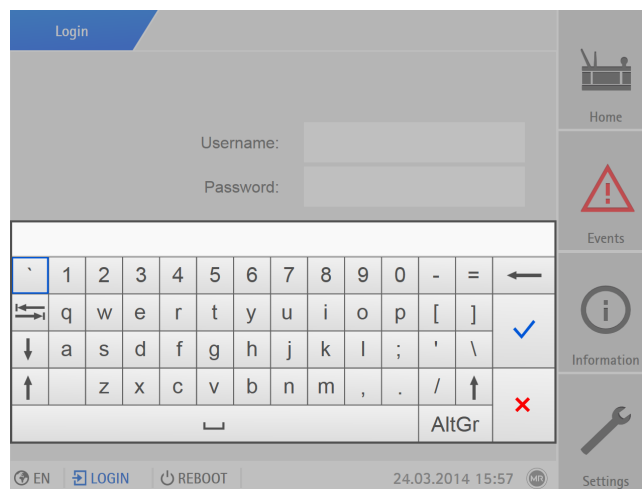 Login
Home
Username:
Password:
Events
` 1 2 3 4 5 6 7 8 9 0 - =
q w e r t y u i o p [ ]
a s d f g h j k l ; ' \
Information
z x c v b n m , . /
AltGr
EN LOGIN REBOOT 24.03.2014 15:57 MR
Settings